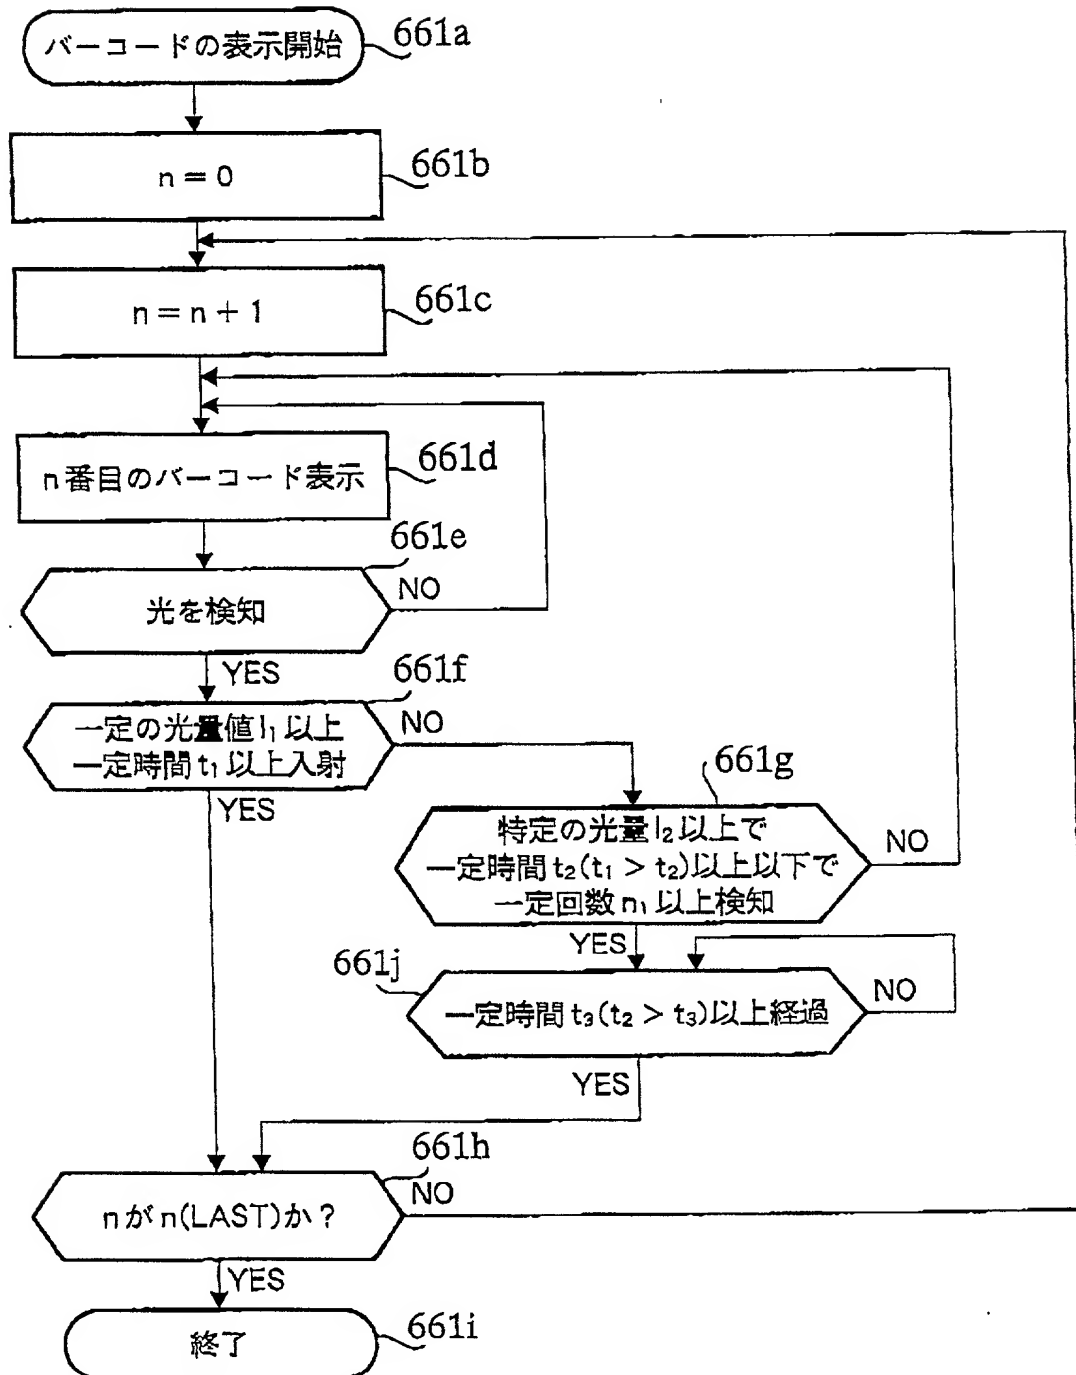 バーコードの表示開始
661a
n=0
661b
n=n+1
661c
n番目のバーコード表示
661d
661e
光を検知
NO
YES
661f
一定の光量値l₁以上
一定時間t₁以上入射
NO
YES
661g
特定の光量l₂以上で
一定時間t₂(t₁>t₂)以上以下で
一定回数n₁以上検知
NO
YES
661j
一定時間t₃(t₂>t₃)以上経過
NO
YES
661h
nがn(LAST)か?
NO
YES
終了
661i